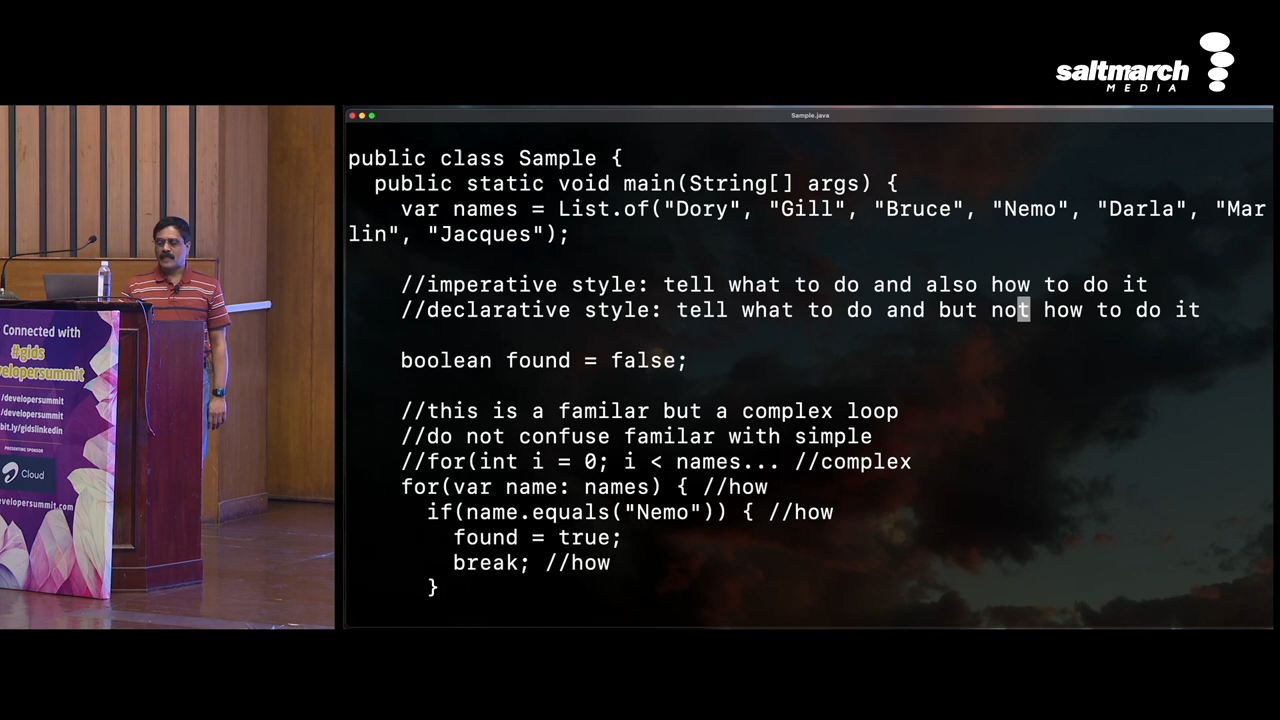 saltmarch
MEDIA
Sample.java
public class Sample {
public static void main(String[] args) {
var names = List.of("Dory", "Gill", "Bruce", "Nemo", "Darla", "Mar
lin", "Jacques");
//imperative style: tell what to do and also how to do it
//declarative style: tell what to do and but not how to do it
boolean found = false;
//this is a familar but a complex loop
//do not confuse familar with simple
//for(int i = 0; i < names... //complex
for(var name: names) { //how
if(name.equals("Nemo")) { //how
found = true;
break; //how
}
Connected with
#gids
velopersummit
/developersummit
/developersummit
bit.ly/gidslinkedin
PRESENTING SPONSOR
Cloud
velopersummit.com